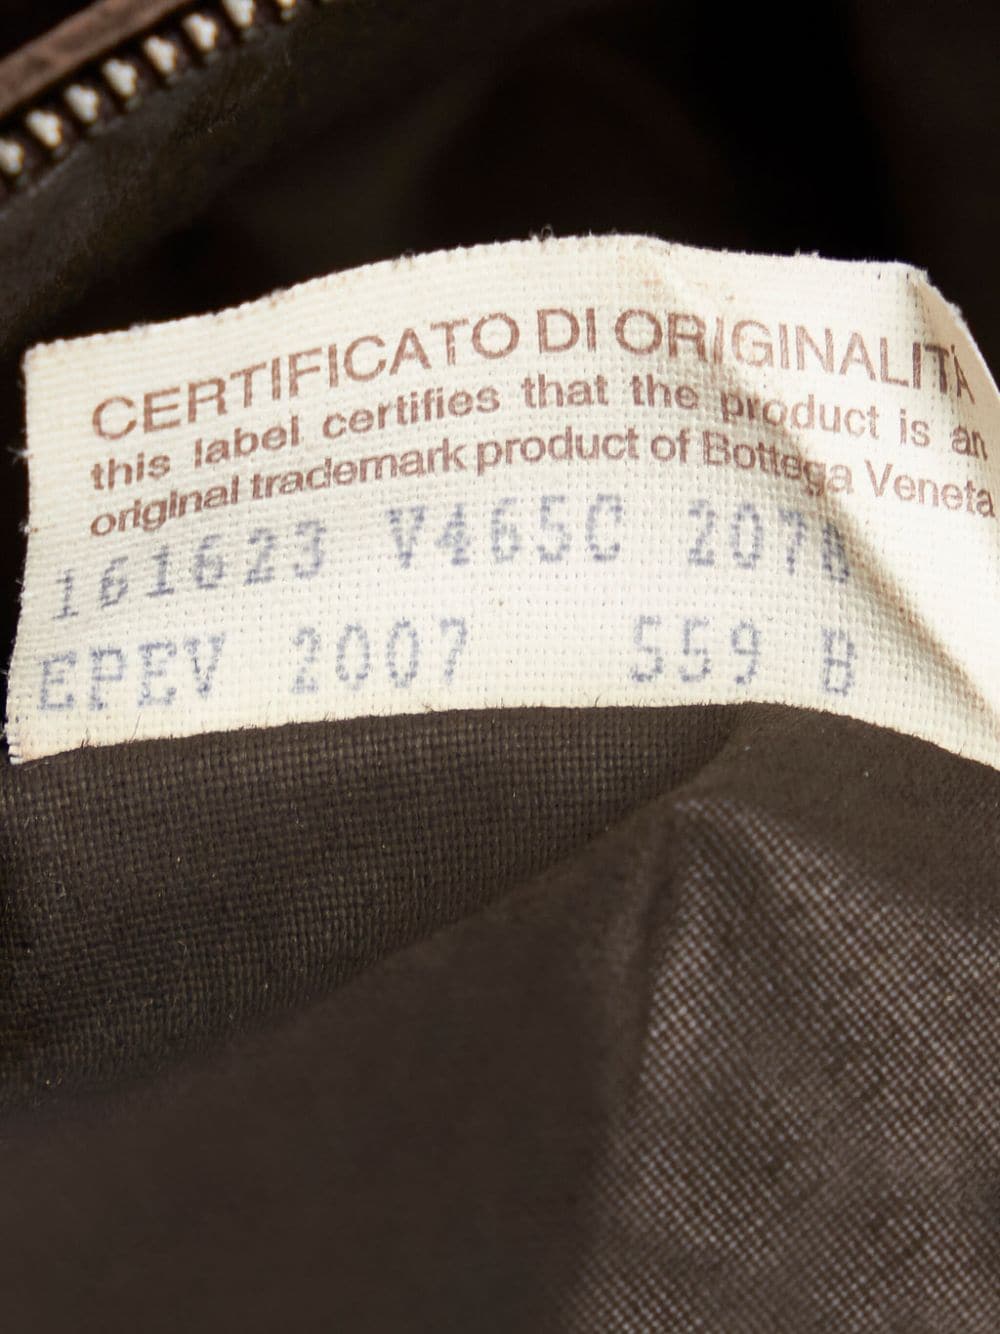 CERTIFICATO DI ORIGINALITÀ
this label certifies that the product is an
original trademark product of Bottega Veneta
161623 V465C 2078
EPEV 2007 559 B